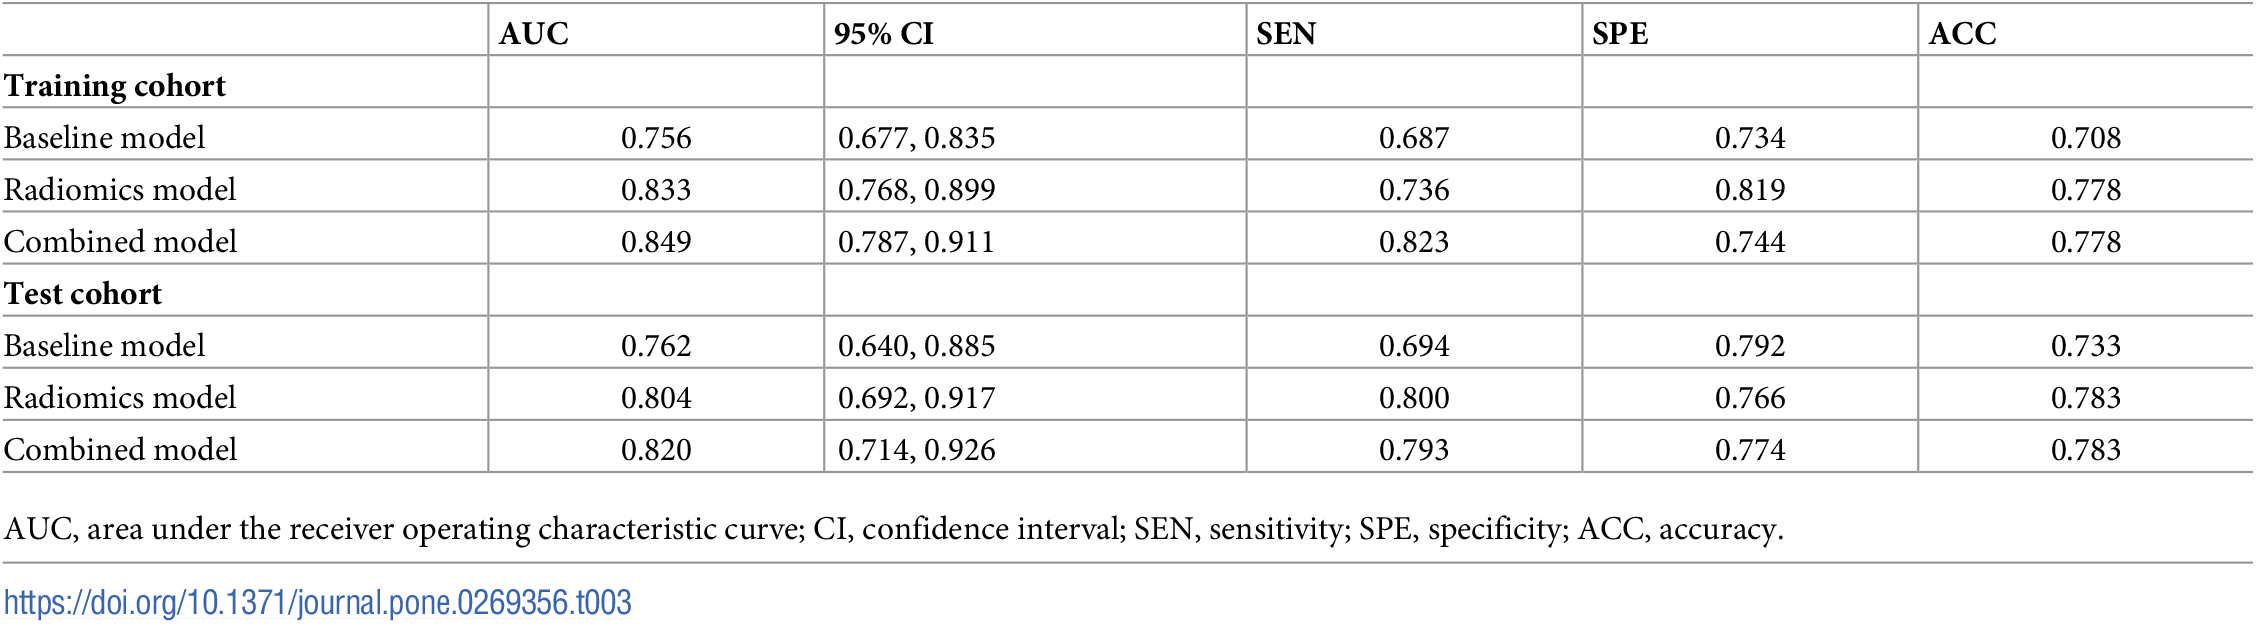 AUC 95% CI SEN SPE ACC
Training cohort
Baseline model 0.756 0.677, 0.835 0.687 0.734 0.708
Radiomics model 0.833 0.768, 0.899 0.736 0.819 0.778
Combined model 0.849 0.787, 0.911 0.823 0.744 0.778
Test cohort
Baseline model 0.762 0.640, 0.885 0.694 0.792 0.733
Radiomics model 0.804 0.692, 0.917 0.800 0.766 0.783
Combined model 0.820 0.714, 0.926 0.793 0.774 0.783
AUC, area under the receiver operating characteristic curve; CI, confidence interval; SEN, sensitivity; SPE, specificity; ACC, accuracy.
https://doi.org/10.1371/journal.pone.0269356.t003